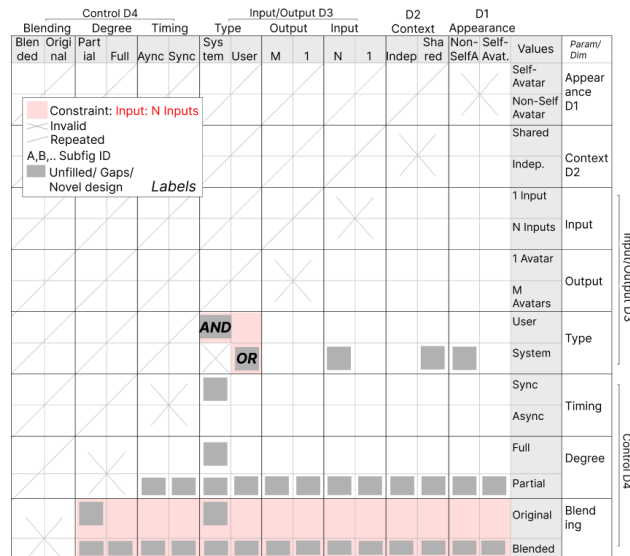 Control D4 Input/Output D3 D2 D1
Blending Degree Timing Type Output Input Context Appearance
Blen Origi Part Sys Sha Non- Self-
ded nal ial Full Aync Sync tem User M 1 N 1 Indep red SelfA Avat. Values Param/
Dim
Self-
Avatar
Non-Self
Avatar
Appear
ance
D1
Constraint: Input: N Inputs
Invalid
Repeated
A,B,.. Subfig ID
Unfilled/ Gaps/
Novel design Labels
Shared
Indep.
Context
D2
1 Input
N Inputs
Input
1 Avatar
M
Avatars
Output
AND
User
OR
System
Type
Input/Output D3
Sync
Async
Timing
Full
Partial
Degree
Original
Blended
Blend
ing
Control D4